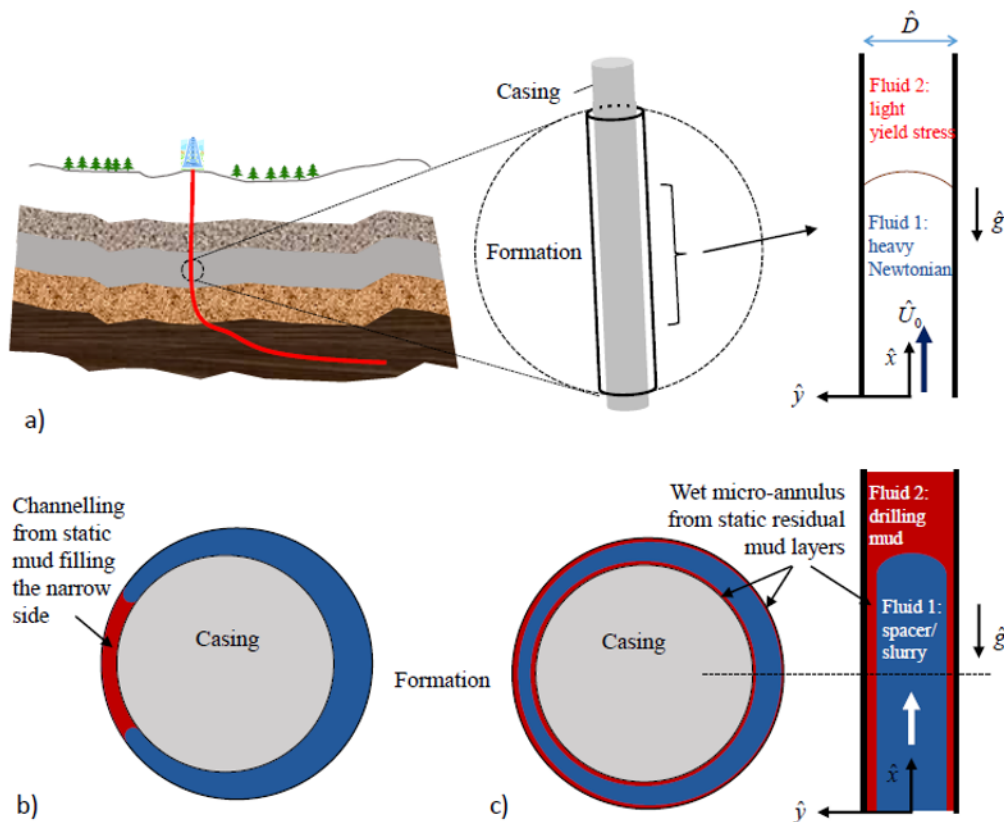 D̂
Casing
Fluid 2:
light
yield stress
Formation
Fluid 1:
heavy
Newtonian
ĝ
Û₀
x̂
ŷ
a)
Channelling
from static
mud filling
the narrow
side
Casing
b)
Wet micro-annulus
from static residual
mud layers
Formation
Casing
c)
Fluid 2:
drilling
mud
Fluid 1:
spacer/
slurry
ĝ
x̂
ŷ